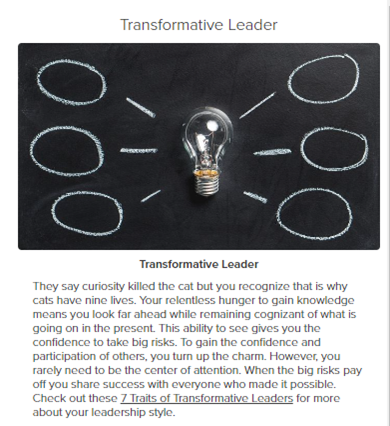 Transformative Leader
Transformative Leader
They say curiosity killed the cat but you recognize that is why
cats have nine lives. Your relentless hunger to gain knowledge
means you look far ahead while remaining cognizant of what is
going on in the present. This ability to see gives you the
confidence to take big risks. To gain the confidence and
participation of others, you turn up the charm. However, you
rarely need to be the center of attention. When the big risks pay
off you share success with everyone who made it possible.
Check out these 7 Traits of Transformative Leaders for more
about your leadership style.